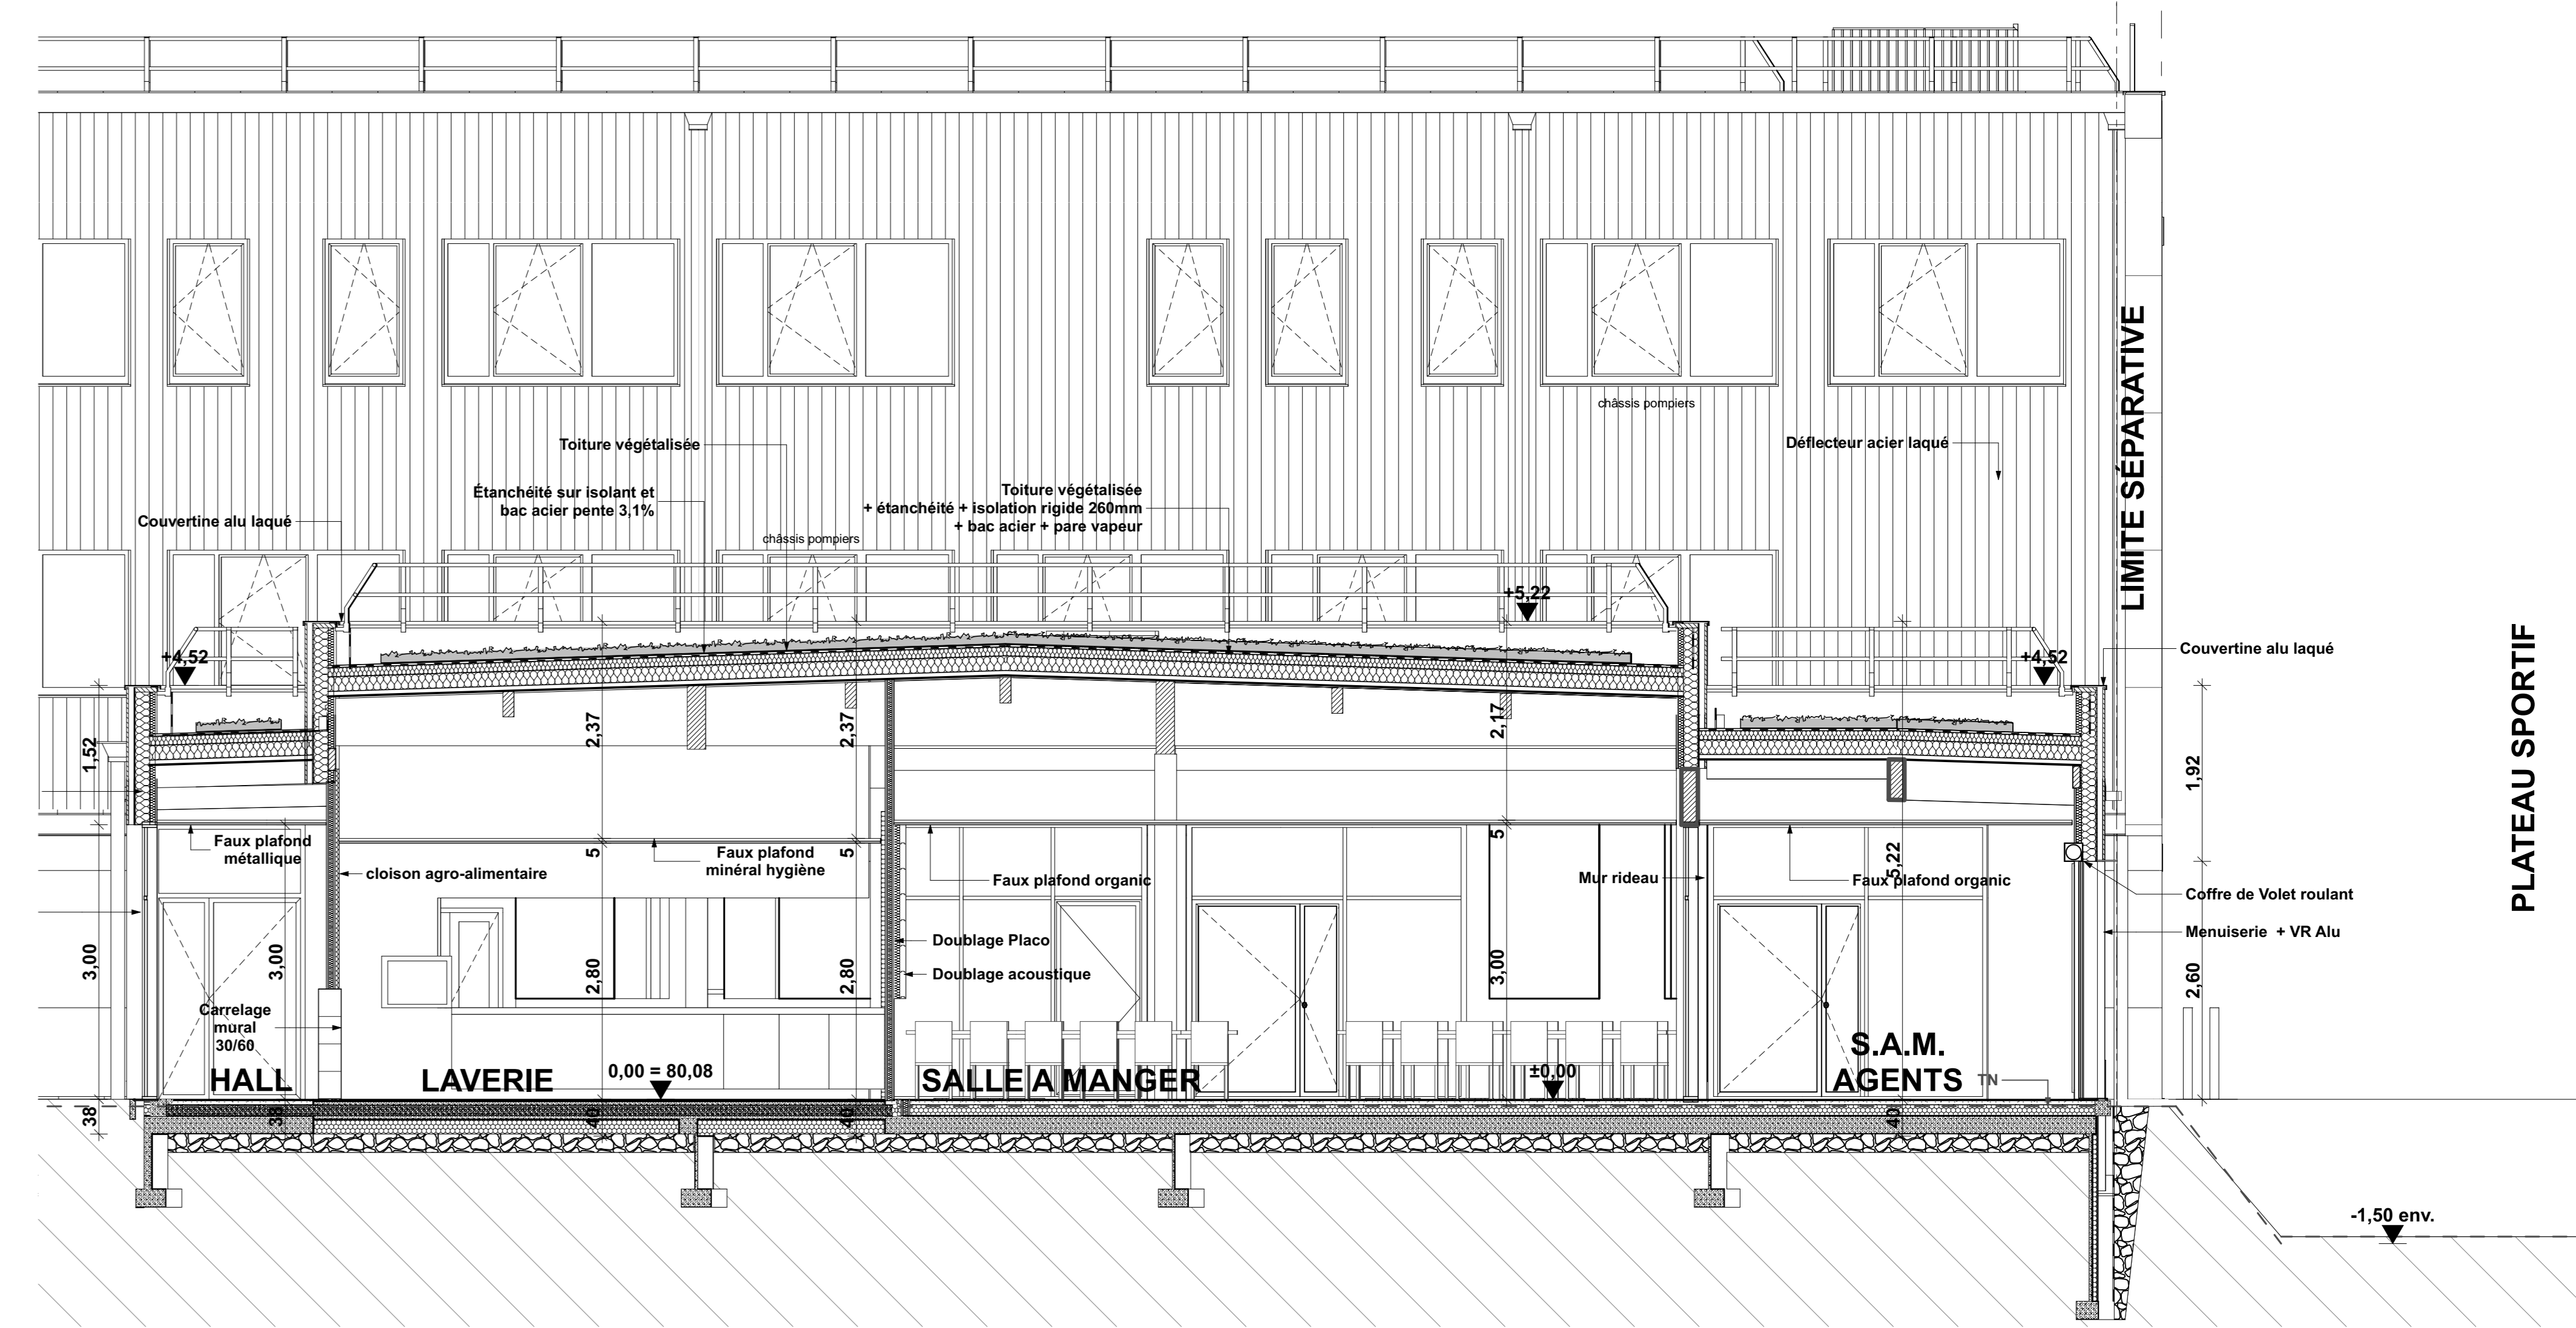 châssis pompiers
LIMITE SÉPARATIVE
Toiture végétalisée
Déflecteur acier laqué
Étanchéité sur isolant et
bac acier pente 3,1%
Toiture végétalisée
+ étanchéité + isolation rigide 260mm
+ bac acier + pare vapeur
Couvertine alu laqué
châssis pompiers
+5,22
+4,52
+4,52
Couvertine alu laqué
PLATEAU SPORTIF
1,52
2,37
2,37
2,17
1,92
Faux plafond
métallique
5
5
5
5,22
Faux plafond
minéral hygiène
cloison agro-alimentaire
Faux plafond organic
Mur rideau
Faux plafond organic
Coffre de Volet roulant
Menuiserie + VR Alu
Doublage Placo
Doublage acoustique
3,00
3,00
2,80
2,80
3,00
2,60
Carrelage
mural
30/60
HALL
LAVERIE
0,00 = 80,08
SALLE A MANGER
±0,00
S.A.M.
AGENTS
TN
38
38
40
40
40
-1,50 env.